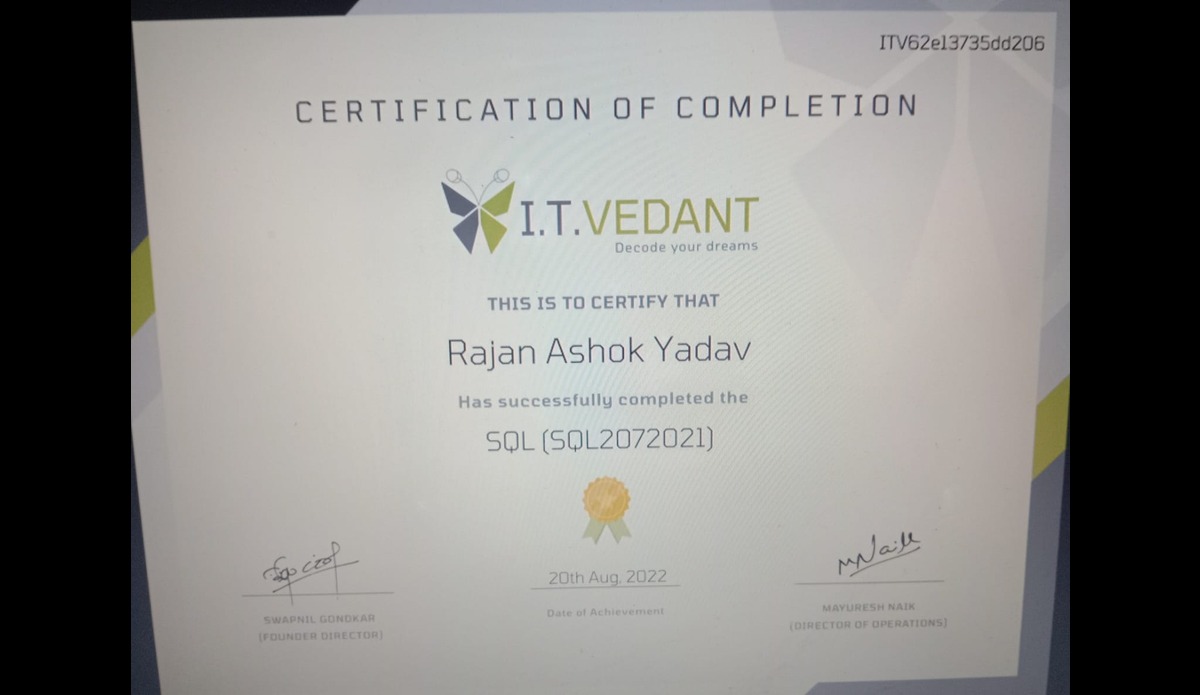 ITV62e13735dd206
CERTIFICATION OF COMPLETION
I.T.VEDANT
Decode your dreams
THIS IS TO CERTIFY THAT
Rajan Ashok Yadav
Has successfully completed the
SQL (SQL2072021)
20th Aug, 2022
Date of Achievement
MNaik
SWAPNIL GONDKAR
(FOUNDER DIRECTOR)
MAYURESH NAIK
(DIRECTOR OF OPERATIONS)